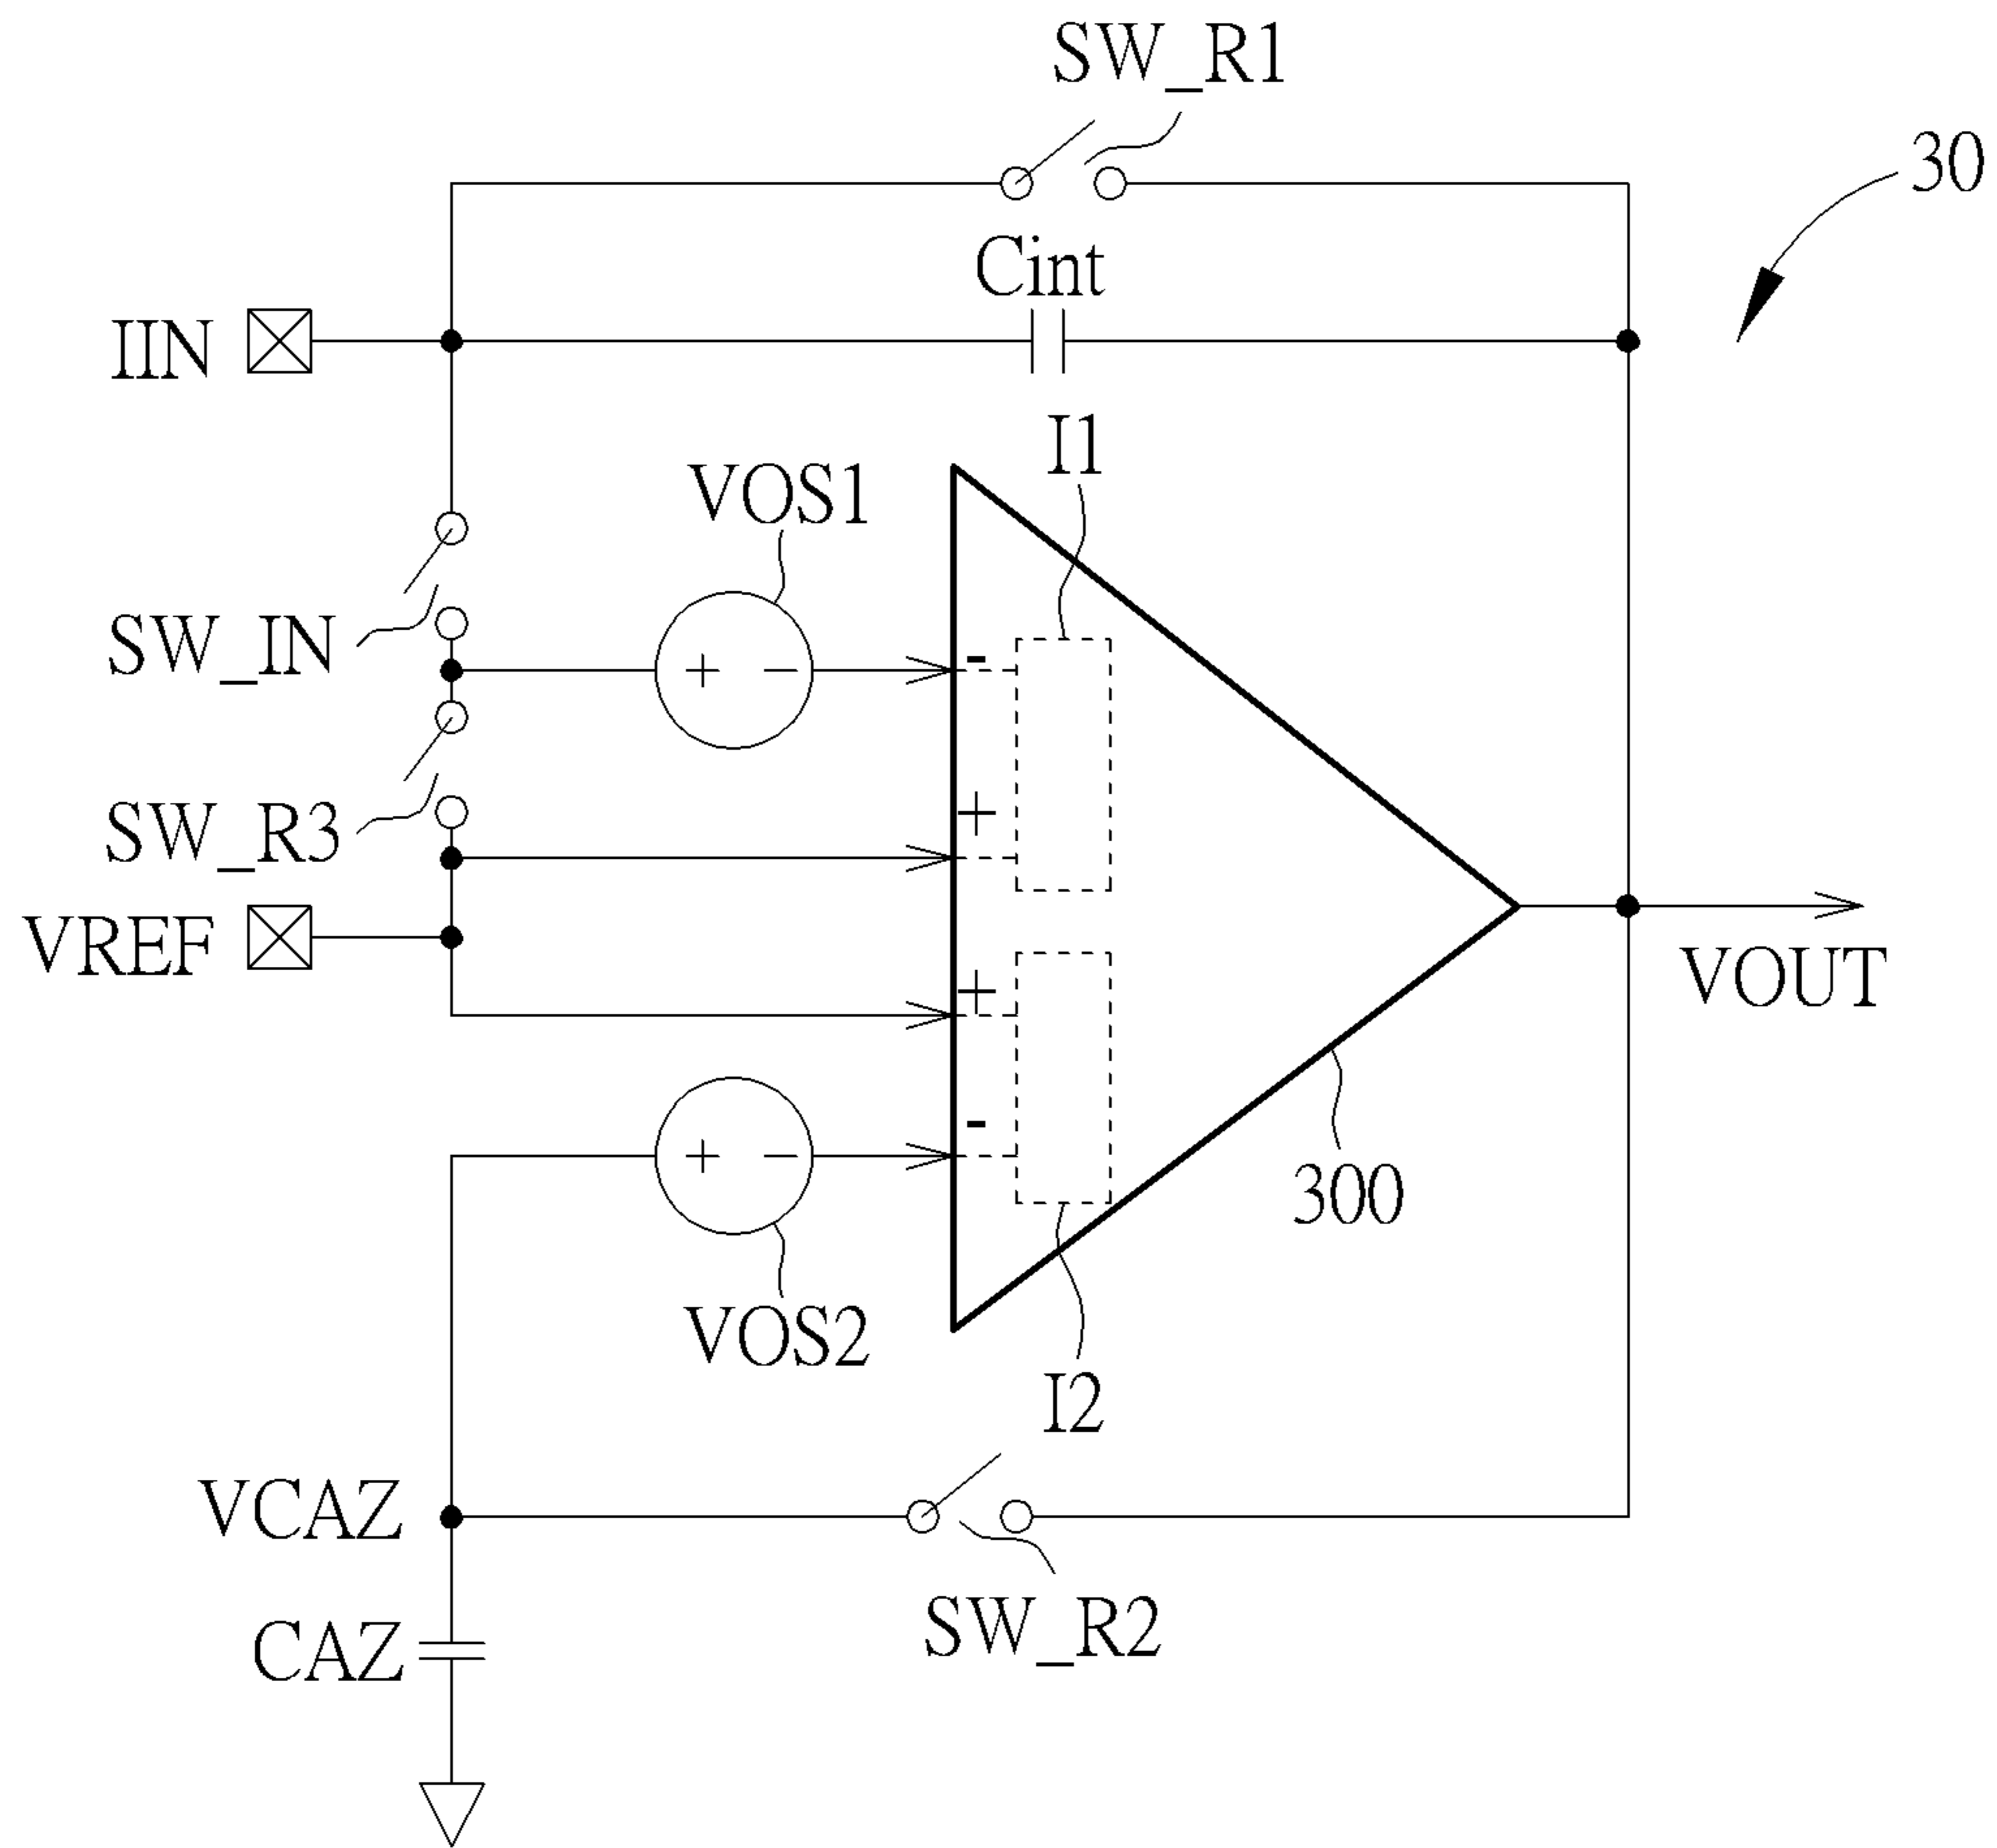 SW_R1
30
Cint
IIN
I1
VOS1
SW_IN
-
+ -
SW_R3
+
VREF
+
VOUT
-
+ -
300
VOS2
I2
VCAZ
SW_R2
CAZ